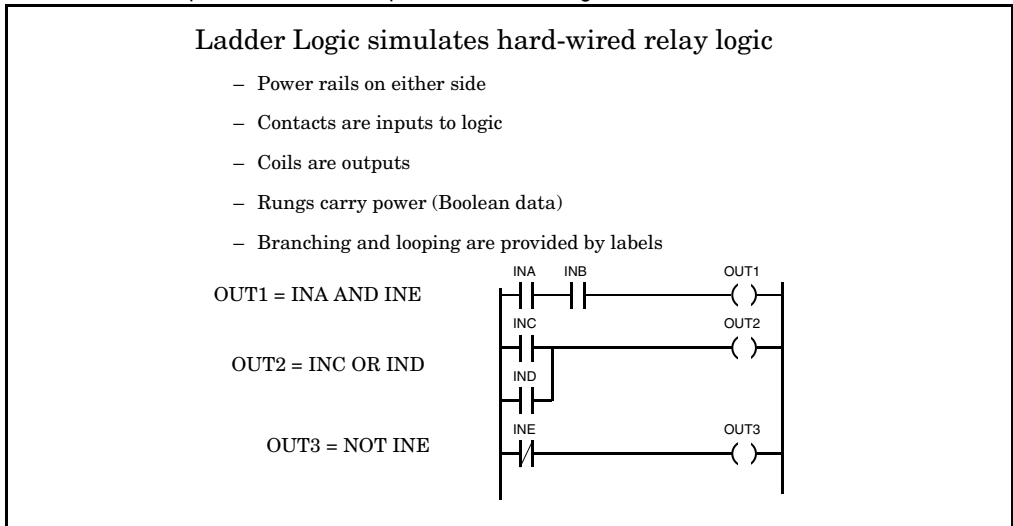 Ladder Logic simulates hard-wired relay logic
– Power rails on either side
– Contacts are inputs to logic
– Coils are outputs
– Rungs carry power (Boolean data)
– Branching and looping are provided by labels
OUT1 = INA AND INE
INA INB OUT1
OUT2 = INC OR IND
INC OUT2
IND
OUT3 = NOT INE
INE OUT3